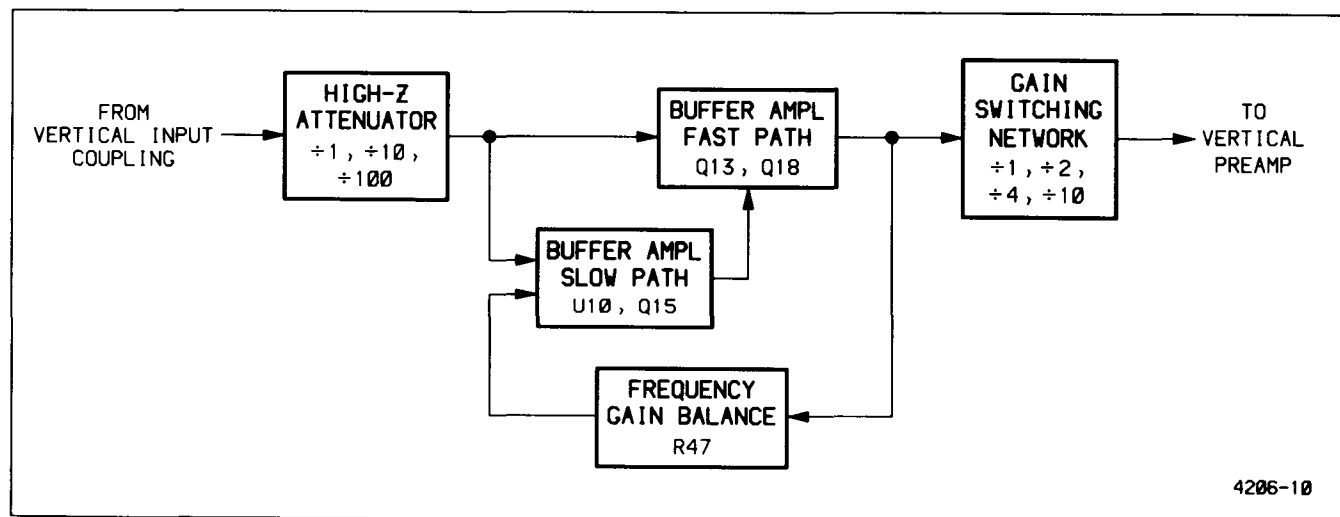 FROM
VERTICAL INPUT
COUPLING
HIGH-Z
ATTENUATOR
÷1, ÷10,
÷100
BUFFER AMPL
FAST PATH
Q13, Q18
GAIN
SWITCHING
NETWORK
÷1, ÷2,
÷4, ÷10
TO
VERTICAL
PREAMP
BUFFER AMPL
SLOW PATH
U10, Q15
FREQUENCY
GAIN BALANCE
R47
4206-10